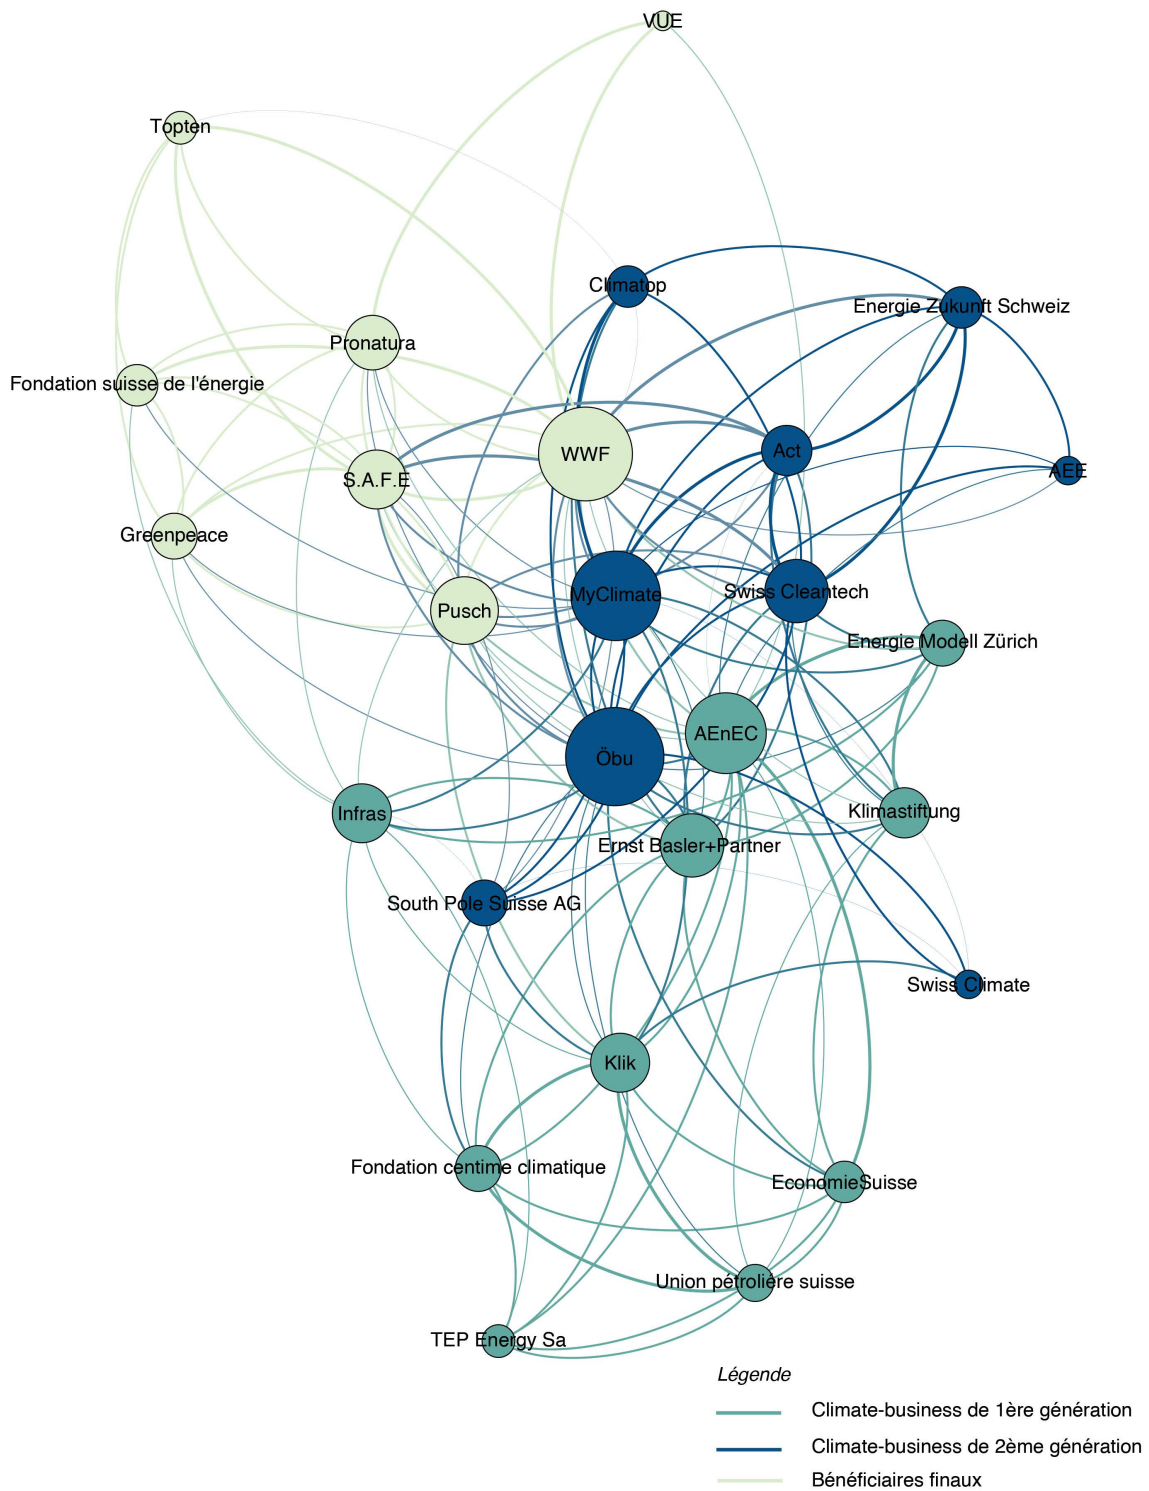 VUE
Topten
Climatop
Energie Zukunft Schweiz
Pronatura
Fondation suisse de l'énergie
WWF
Act
AEE
S.A.F.E
Greenpeace
MyClimate
Swiss Cleantech
Pusch
Energie Modell Zürich
AEnEC
Öbu
Infras
Klimastiftung
Ernst Basler+Partner
South Pole Suisse AG
Swiss Climate
Klik
Fondation centime climatique
EconomieSuisse
Union pétrolière suisse
TEP Energy Sa
Légende
Climate-business de 1ère génération
Climate-business de 2ème génération
Bénéficiaires finaux